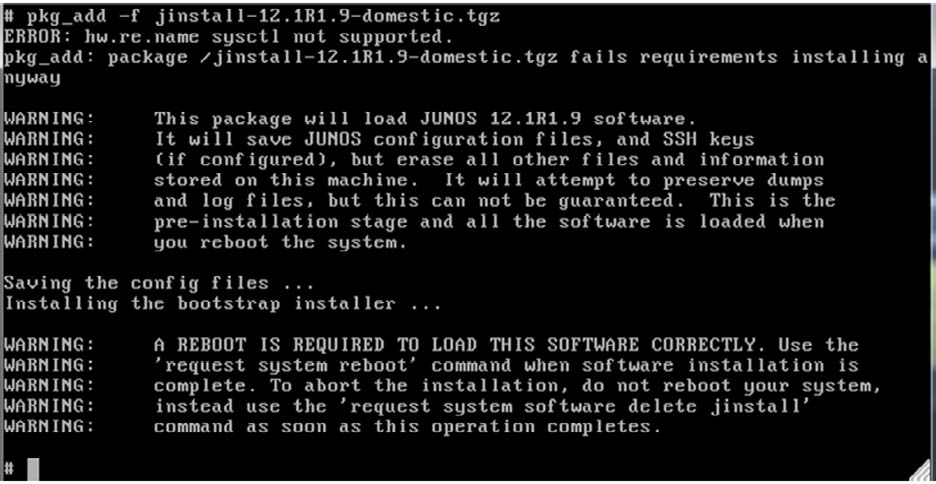 # pkg_add -f jinstall-12.1R1.9-domestic.tgz
ERROR: hw.re.name sysctl not supported.
pkg_add: package /jinstall-12.1R1.9-domestic.tgz fails requirements installing a
nyway
WARNING: This package will load JUNOS 12.1R1.9 software.
WARNING: It will save JUNOS configuration files, and SSH keys
WARNING: (if configured), but erase all other files and information
WARNING: stored on this machine. It will attempt to preserve dumps
WARNING: and log files, but this can not be guaranteed. This is the
WARNING: pre-installation stage and all the software is loaded when
WARNING: you reboot the system.
Saving the config files ...
Installing the bootstrap installer ...
WARNING: A REBOOT IS REQUIRED TO LOAD THIS SOFTWARE CORRECTLY. Use the
WARNING: 'request system reboot' command when software installation is
WARNING: complete. To abort the installation, do not reboot your system,
WARNING: instead use the 'request system software delete jinstall'
WARNING: command as soon as this operation completes.
#